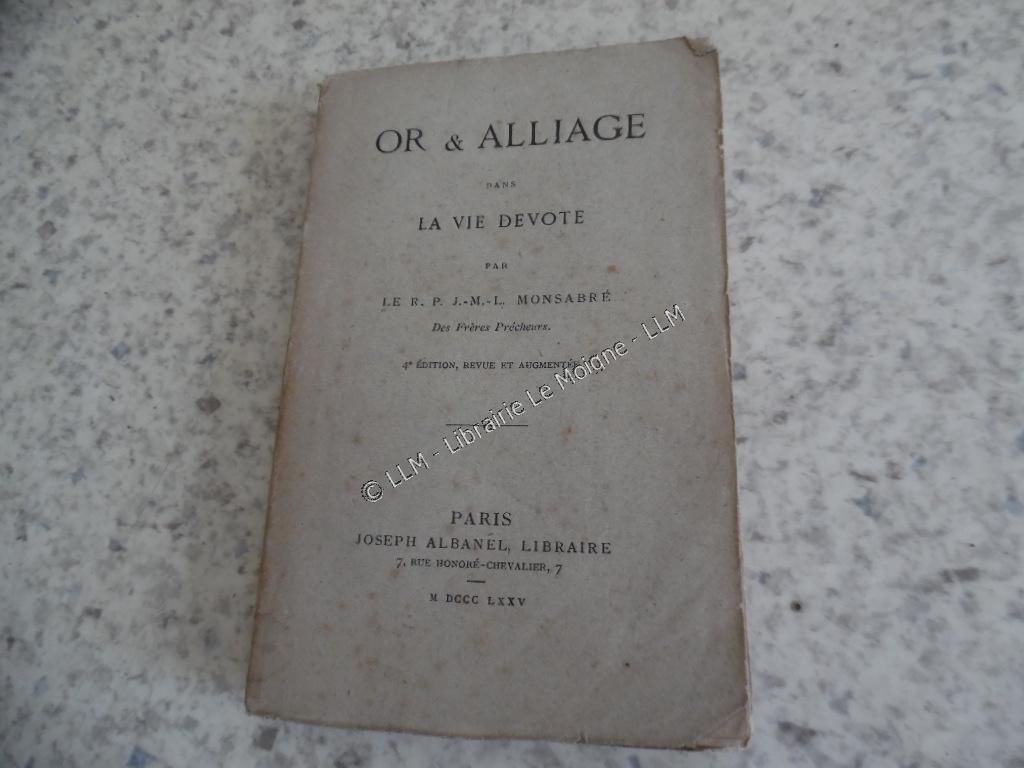 OR & ALLIAGE
DANS
LA VIE DEVOTE
PAR
LE R. P. J.-M.-L. MONSABRÉ
Des Frères Prêcheurs.
4e ÉDITION, REVUE ET AUGMENTÉE
© LLM - Librairie Le Moigne - LLM
PARIS
JOSEPH ALBANEL, LIBRAIRE
7, RUE HONORÉ-CHEVALIER, 7
M DCCC LXXV